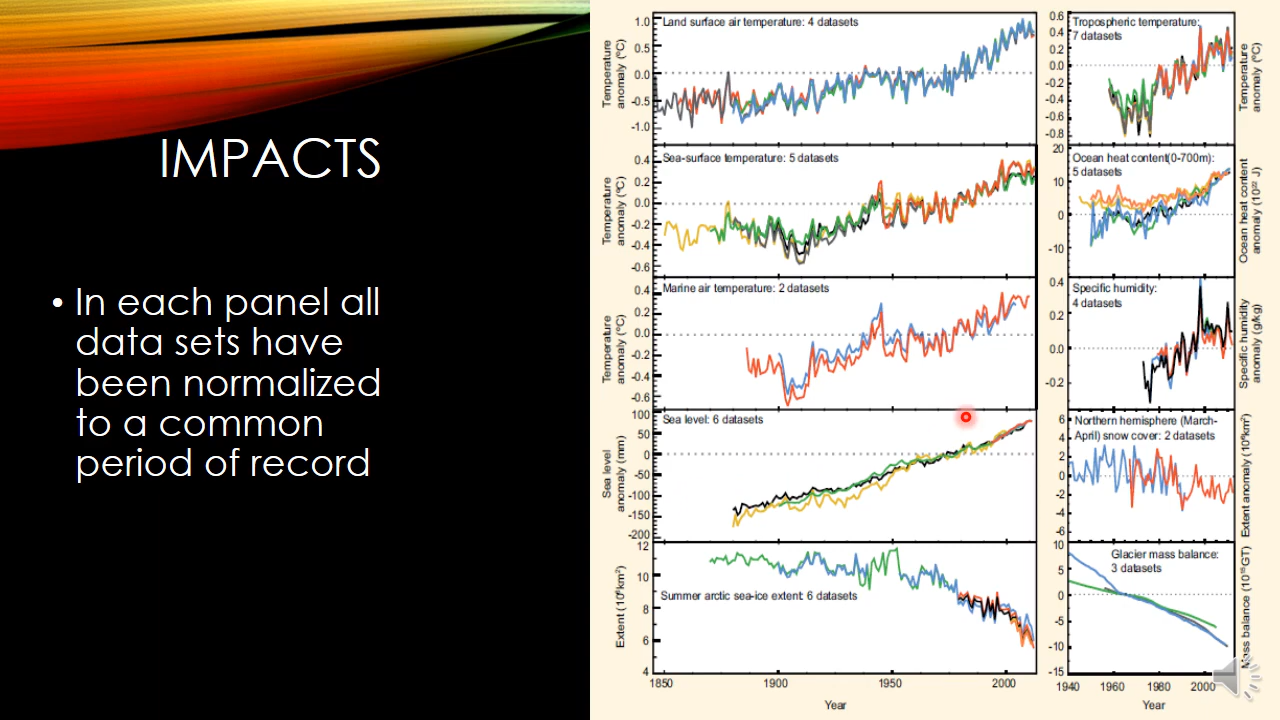 IMPACTS
• In each panel all
data sets have
been normalized
to a common
period of record
Land surface air temperature: 4 datasets
Temperature
anomaly (ºC)
1.0
0.5
0.0
-0.5
-1.0
Sea-surface temperature: 5 datasets
Temperature
anomaly (ºC)
0.4
0.2
0.0
-0.2
-0.4
-0.6
Marine air temperature: 2 datasets
Temperature
anomaly (ºC)
0.4
0.2
0.0
-0.2
-0.4
-0.6
Sea level: 6 datasets
Sea level
anomaly (mm)
100
50
0
-50
-100
-150
-200
Summer arctic sea-ice extent: 6 datasets
Extent (10⁶km²)
12
10
8
6
4
1850
1900
1950
2000
Year
Tropospheric temperature:
7 datasets
Temperature
anomaly (ºC)
0.6
0.4
0.2
0.0
-0.2
-0.4
-0.6
-0.8
Ocean heat content(0-700m):
5 datasets
Ocean heat content
anomaly (10²² J)
20
10
0
-10
Specific humidity:
4 datasets
Specific humidity
anomaly (g/kg)
0.4
0.2
0.0
-0.2
Northern hemisphere (March-
April) snow cover: 2 datasets
Extent anomaly (10⁶km²)
6
4
2
0
-2
-4
-6
Glacier mass balance:
3 datasets
Mass balance (10¹⁵GT)
10
5
0
-5
-10
-15
1940
1960
1980
2000
Year